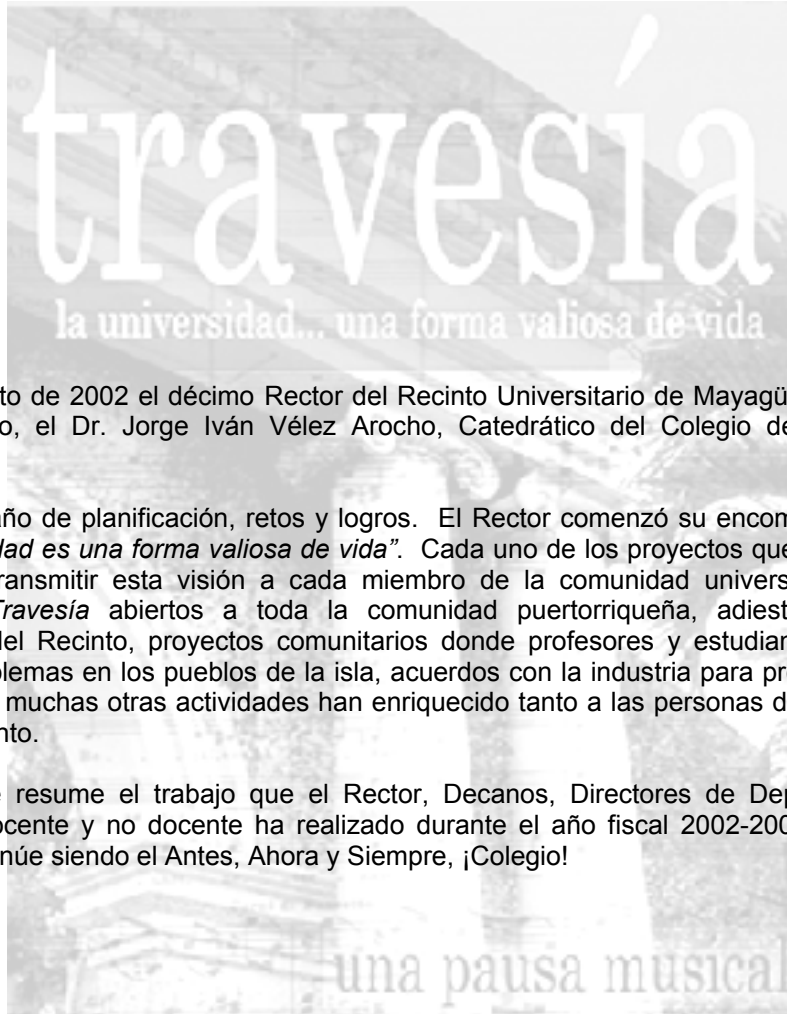 travesía
la universidad... una forma valiosa de vida
to de 2002 el décimo Rector del Recinto Universitario de Mayagü
o, el Dr. Jorge Iván Vélez Arocho, Catedrático del Colegio de
año de planificación, retos y logros. El Rector comenzó su encom
dad es una forma valiosa de vida”. Cada uno de los proyectos que
transmitir esta visión a cada miembro de la comunidad univers
Travesía abiertos a toda la comunidad puertorriqueña, adiest
del Recinto, proyectos comunitarios donde profesores y estudian
blemas en los pueblos de la isla, acuerdos con la industria para pr
muchas otras actividades han enriquecido tanto a las personas d
nto.
e resume el trabajo que el Rector, Decanos, Directores de Dep
ocente y no docente ha realizado durante el año fiscal 2002-200
núe siendo el Antes, Ahora y Siempre, ¡Colegio!
una pausa musical